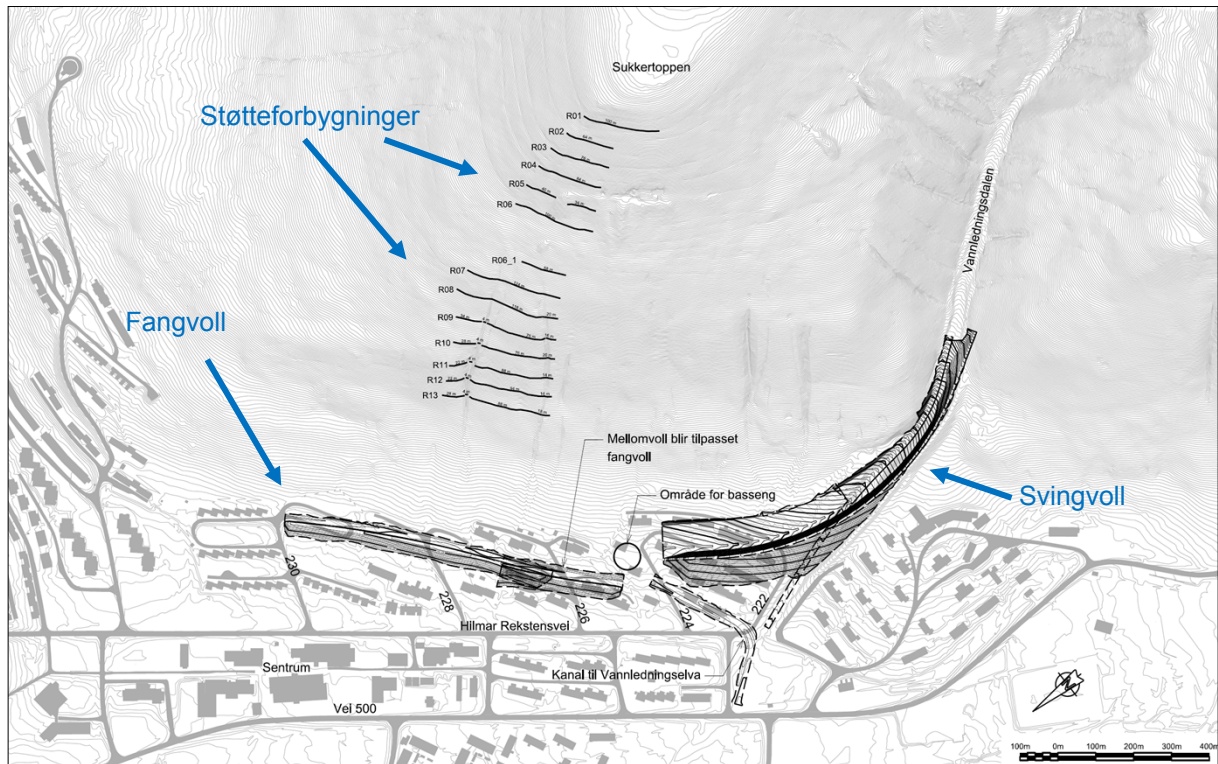 Sukkertoppen
Støtteforbygninger
R01
R02
R03
R04
R05
R06
Vannledningsdalen
R06_1
R07
R08
R09
R10
R11
R12
R13
Fangvoll
Mellomvoll blir tilpasset
fangvoll
Område for basseng
Svingvoll
230
228
226
224
222
Hilmar Rekstensvei
Sentrum
Kanal til Vannledningselva
Vei 500
100m 0m 100m 200m 300m 400m